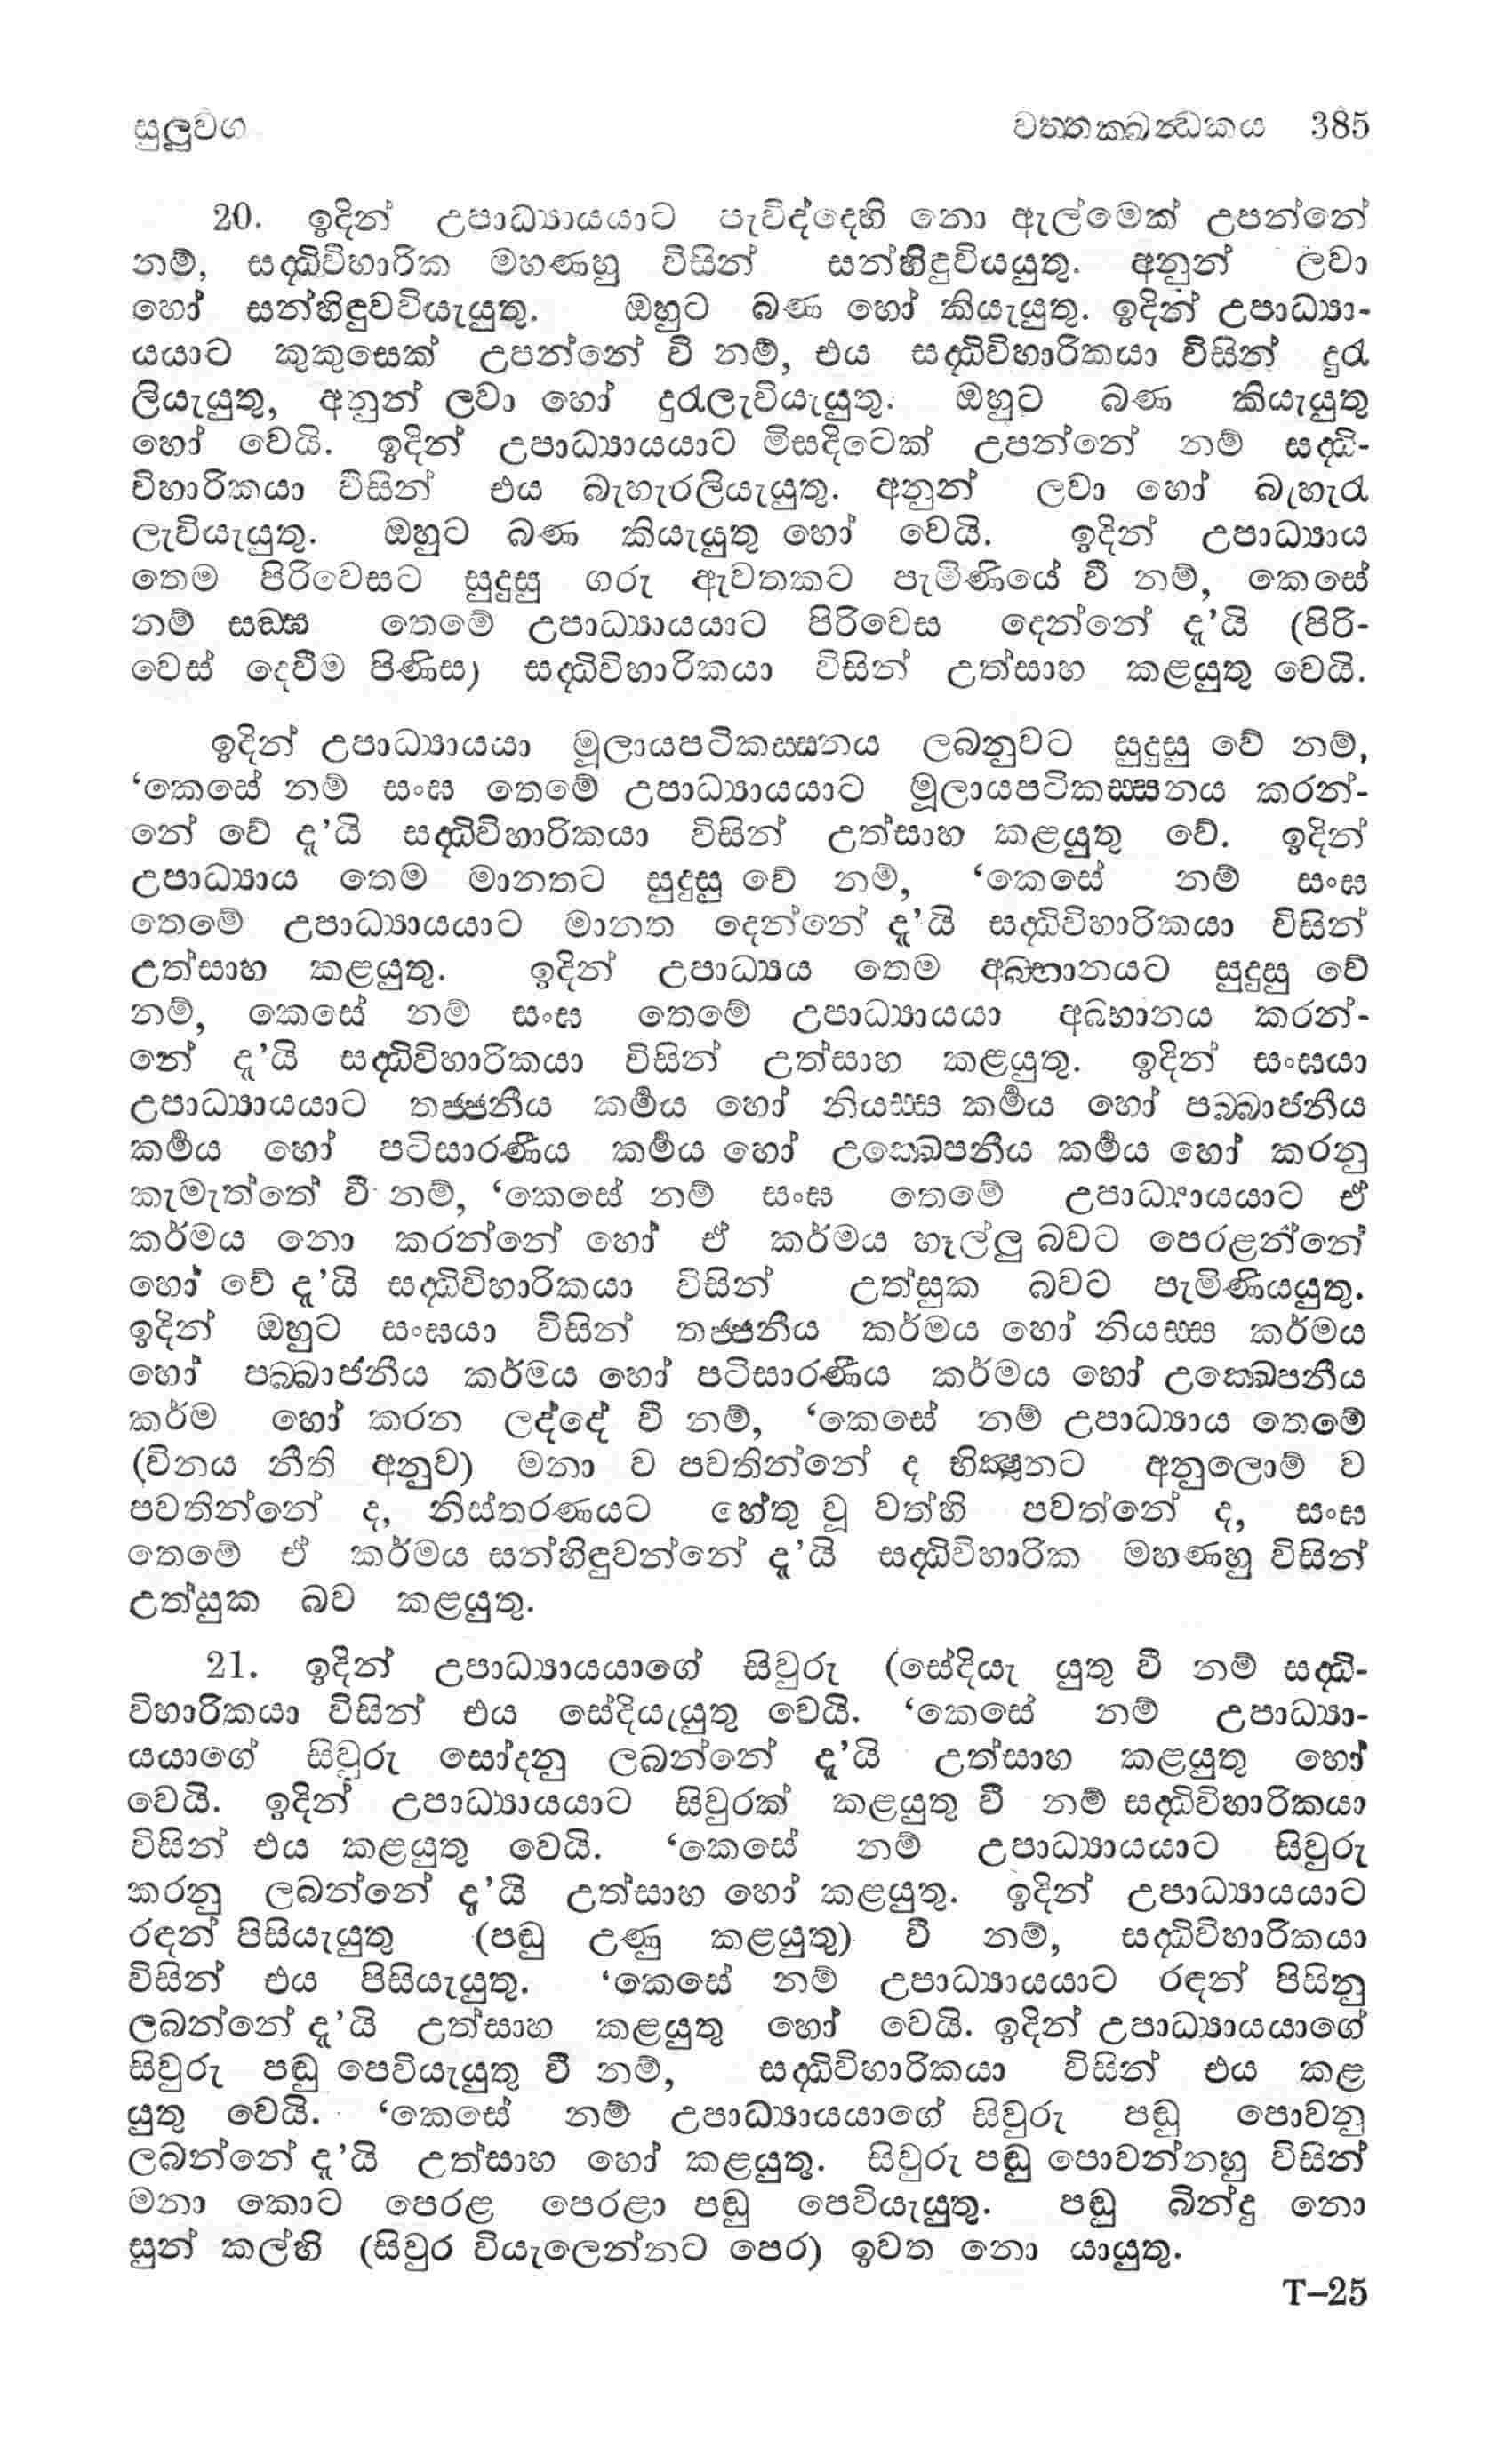 සුලුවග වත්තක්ඛන්ධකය 385
20. ඉදින් උපාධ්‍යායයාට පැවිද්දෙහි නො ඇල්මෙක් උපන්නේ
නම්, සද්ධිවිහාරික මහණහු විසින් සන්හිඳුවියයුතු. අනුන් ලවා
හෝ සන්හිඳුවවියැයුතු. ඔහුට බණ හෝ කියැයුතු. ඉදින් උපාධ්‍යා-
යයාට කුකුසෙක් උපන්නේ වී නම්, එය සද්ධිවිහාරිකයා විසින් දුරු
ලියැයුතු, අනුන් ලවා හෝ දුරුලැවියැයුතු. ඔහුට බණ කියැයුතු
හෝ වෙයි. ඉදින් උපාධ්‍යායයාට මිසදිටෙක් උපන්නේ නම් සද්ධි-
විහාරිකයා විසින් එය බැහැරලියැයුතු. අනුන් ලවා හෝ බැහැරු
ලැවියැයුතු. ඔහුට බණ කියැයුතු හෝ වෙයි. ඉදින් උපාධ්‍යාය
තෙම පිරිවෙසට සුදුසු ගරු ඇවතකට පැමිණියේ වී නම්, කෙසේ
නම් සඞ්ඝ තෙමේ උපාධ්‍යායයාට පිරිවෙස දෙන්නේ දැ’යි (පිරි-
වෙස් දෙවීම පිණිස) සද්ධිවිහාරිකයා විසින් උත්සාහ කළයුතු වෙයි.
ඉදින් උපාධ්‍යායයා මූලායපටිකස්සනය ලබනුවට සුදුසු වේ නම්,
‘කෙසේ නම් සංඝ තෙමේ උපාධ්‍යායයාට මූලායපටිකස්සනය කරන්-
නේ වේ දැ’යි සද්ධිවිහාරිකයා විසින් උත්සාහ කළයුතු වේ. ඉදින්
උපාධ්‍යාය තෙම මානතට සුදුසු වේ නම්, ‘කෙසේ නම් සංඝ
තෙමේ උපාධ්‍යායයාට මානත දෙන්නේ දැ’යි සද්ධිවිහාරිකයා විසින්
උත්සාහ කළයුතු. ඉදින් උපාධ්‍යය තෙම අබ්භානයට සුදුසු වේ
නම්, කෙසේ නම් සංඝ තෙමේ උපාධ්‍යායයා අබ්භානය කරන්-
නේ දැ’යි සද්ධිවිහාරිකයා විසින් උත්සාහ කළයුතු. ඉදින් සංඝයා
උපාධ්‍යායයාට තජ්ජනීය කර්‍මය හෝ නියස්ස කර්‍මය හෝ පබ්බාජනීය
කර්‍මය හෝ පටිසාරණීය කර්‍මය හෝ උක්ඛෙපනීය කර්‍මය හෝ කරනු
කැමැත්තේ වී නම්, ‘කෙසේ නම් සංඝ තෙමේ උපාධ්‍යායයාට ඒ
කර්මය නො කරන්නේ හෝ ඒ කර්මය හෑල්ලු බවට පෙරළන්නේ
හෝ වේ දැ’යි සද්ධිවිහාරිකයා විසින් උත්සුක බවට පැමිණියයුතු.
ඉදින් ඔහුට සංඝයා විසින් තජ්ජනීය කර්මය හෝ නියස්ස කර්මය
හෝ පබ්බාජනීය කර්මය හෝ පටිසාරණීය කර්මය හෝ උක්ඛෙපනීය
කර්ම හෝ කරන ලද්දේ වී නම්, ‘කෙසේ නම් උපාධ්‍යාය තෙමේ
(විනය නීති අනුව) මනා ව පවතින්නේ ද භික්‍ෂූනට අනුලොම් ව
පවතින්නේ ද, නිස්තරණයට හේතු වූ වත්හි පවත්නේ ද, සංඝ
තෙමේ ඒ කර්මය සන්හිඳුවන්නේ දැ’යි සද්ධිවිහාරික මහණහු විසින්
උත්සුක බව කළයුතු.
21. ඉදින් උපාධ්‍යායයාගේ සිවුරු (සේදියැ යුතු වී නම් සද්ධි-
විහාරිකයා විසින් එය සේදියැයුතු වෙයි. ‘කෙසේ නම් උපාධ්‍යා-
යයාගේ සිවුරු සෝදනු ලබන්නේ දැ’යි උත්සාහ කළයුතු හෝ
වෙයි. ඉදින් උපාධ්‍යායයාට සිවුරක් කළයුතු වී නම් සද්ධිවිහාරිකයා
විසින් එය කළයුතු වෙයි. ‘කෙසේ නම් උපාධ්‍යායයාට සිවුරු
කරනු ලබන්නේ දැ’යි උත්සාහ හෝ කළයුතු. ඉදින් උපාධ්‍යායයාට
රඳන් පිසියැයුතු (පඬු උණු කළයුතු) වී නම්, සද්ධිවිහාරිකයා
විසින් එය පිසියැයුතු. ‘කෙසේ නම් උපාධ්‍යායයාට රඳන් පිසිනු
ලබන්නේ දැ’යි උත්සාහ කළයුතු හෝ වෙයි. ඉදින් උපාධ්‍යායයාගේ
සිවුරු පඬු පෙවියැයුතු වී නම්, සද්ධිවිහාරිකයා විසින් එය කළ
යුතු වෙයි. ‘කෙසේ නම් උපාධ්‍යායයාගේ සිවුරු පඬු පොවනු
ලබන්නේ දැ’යි උත්සාහ හෝ කළයුතු. සිවුරු පඬු පොවන්නහු විසින්
මනා කොට පෙරළ පෙරළා පඬු පෙවියැයුතු. පඬු බින්දු නො
සුන් කල්හි (සිවුර වියැලෙන්නට පෙර) ඉවත නො යායුතු.
T–25